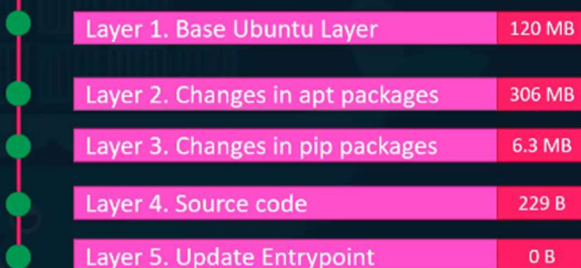 Layer 1. Base Ubuntu Layer 120 MB
Layer 2. Changes in apt packages 306 MB
Layer 3. Changes in pip packages 6.3 MB
Layer 4. Source code 229 B
Layer 5. Update Entrypoint 0 B